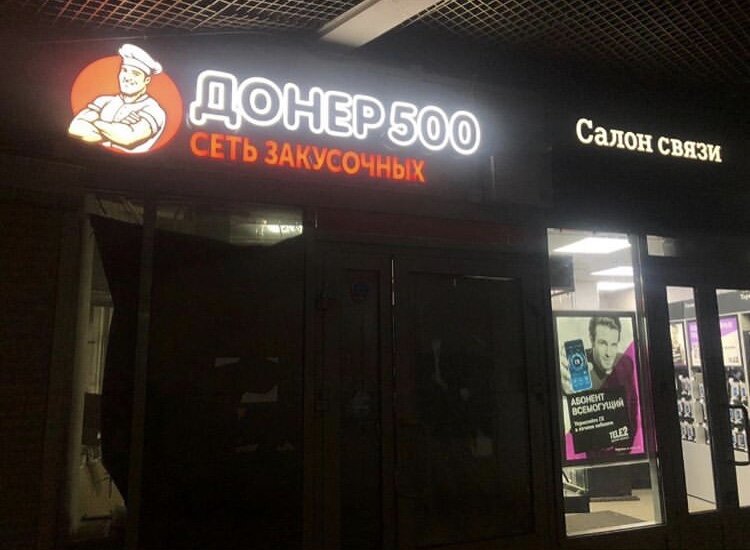 ДОНЕР 500
СЕТЬ ЗАКУСОЧНЫХ
Салон связи
АБОНЕНТ
ВСЕМОГУЩИЙ
TELE2